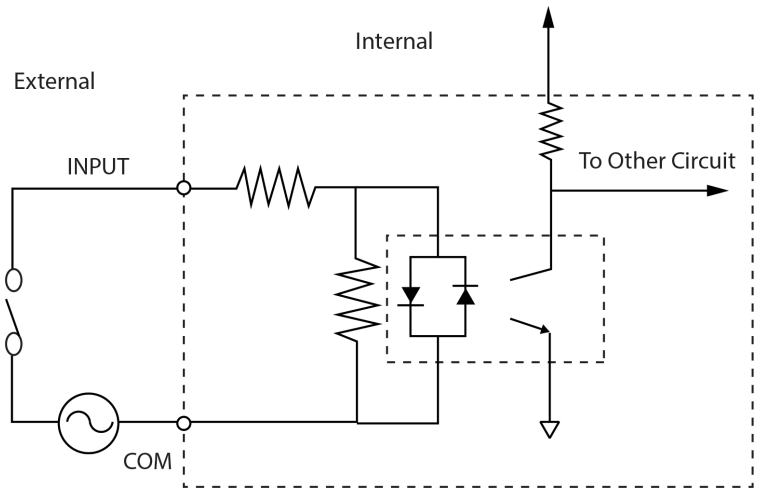 Internal
External
INPUT
To Other Circuit
COM